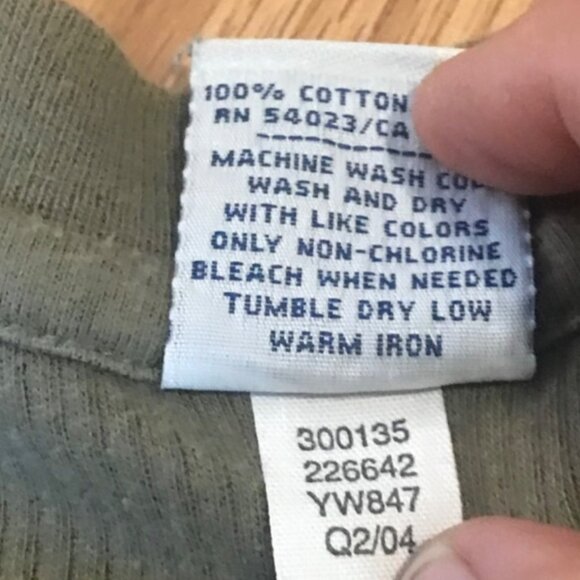 100% COTTON
RN 54023/CA
MACHINE WASH
WASH AND DRY
WITH LIKE COLORS
ONLY NON-CHLORINE
BLEACH WHEN NEEDED
TUMBLE DRY LOW
WARM IRON
300135
226642
YW847
Q2/04